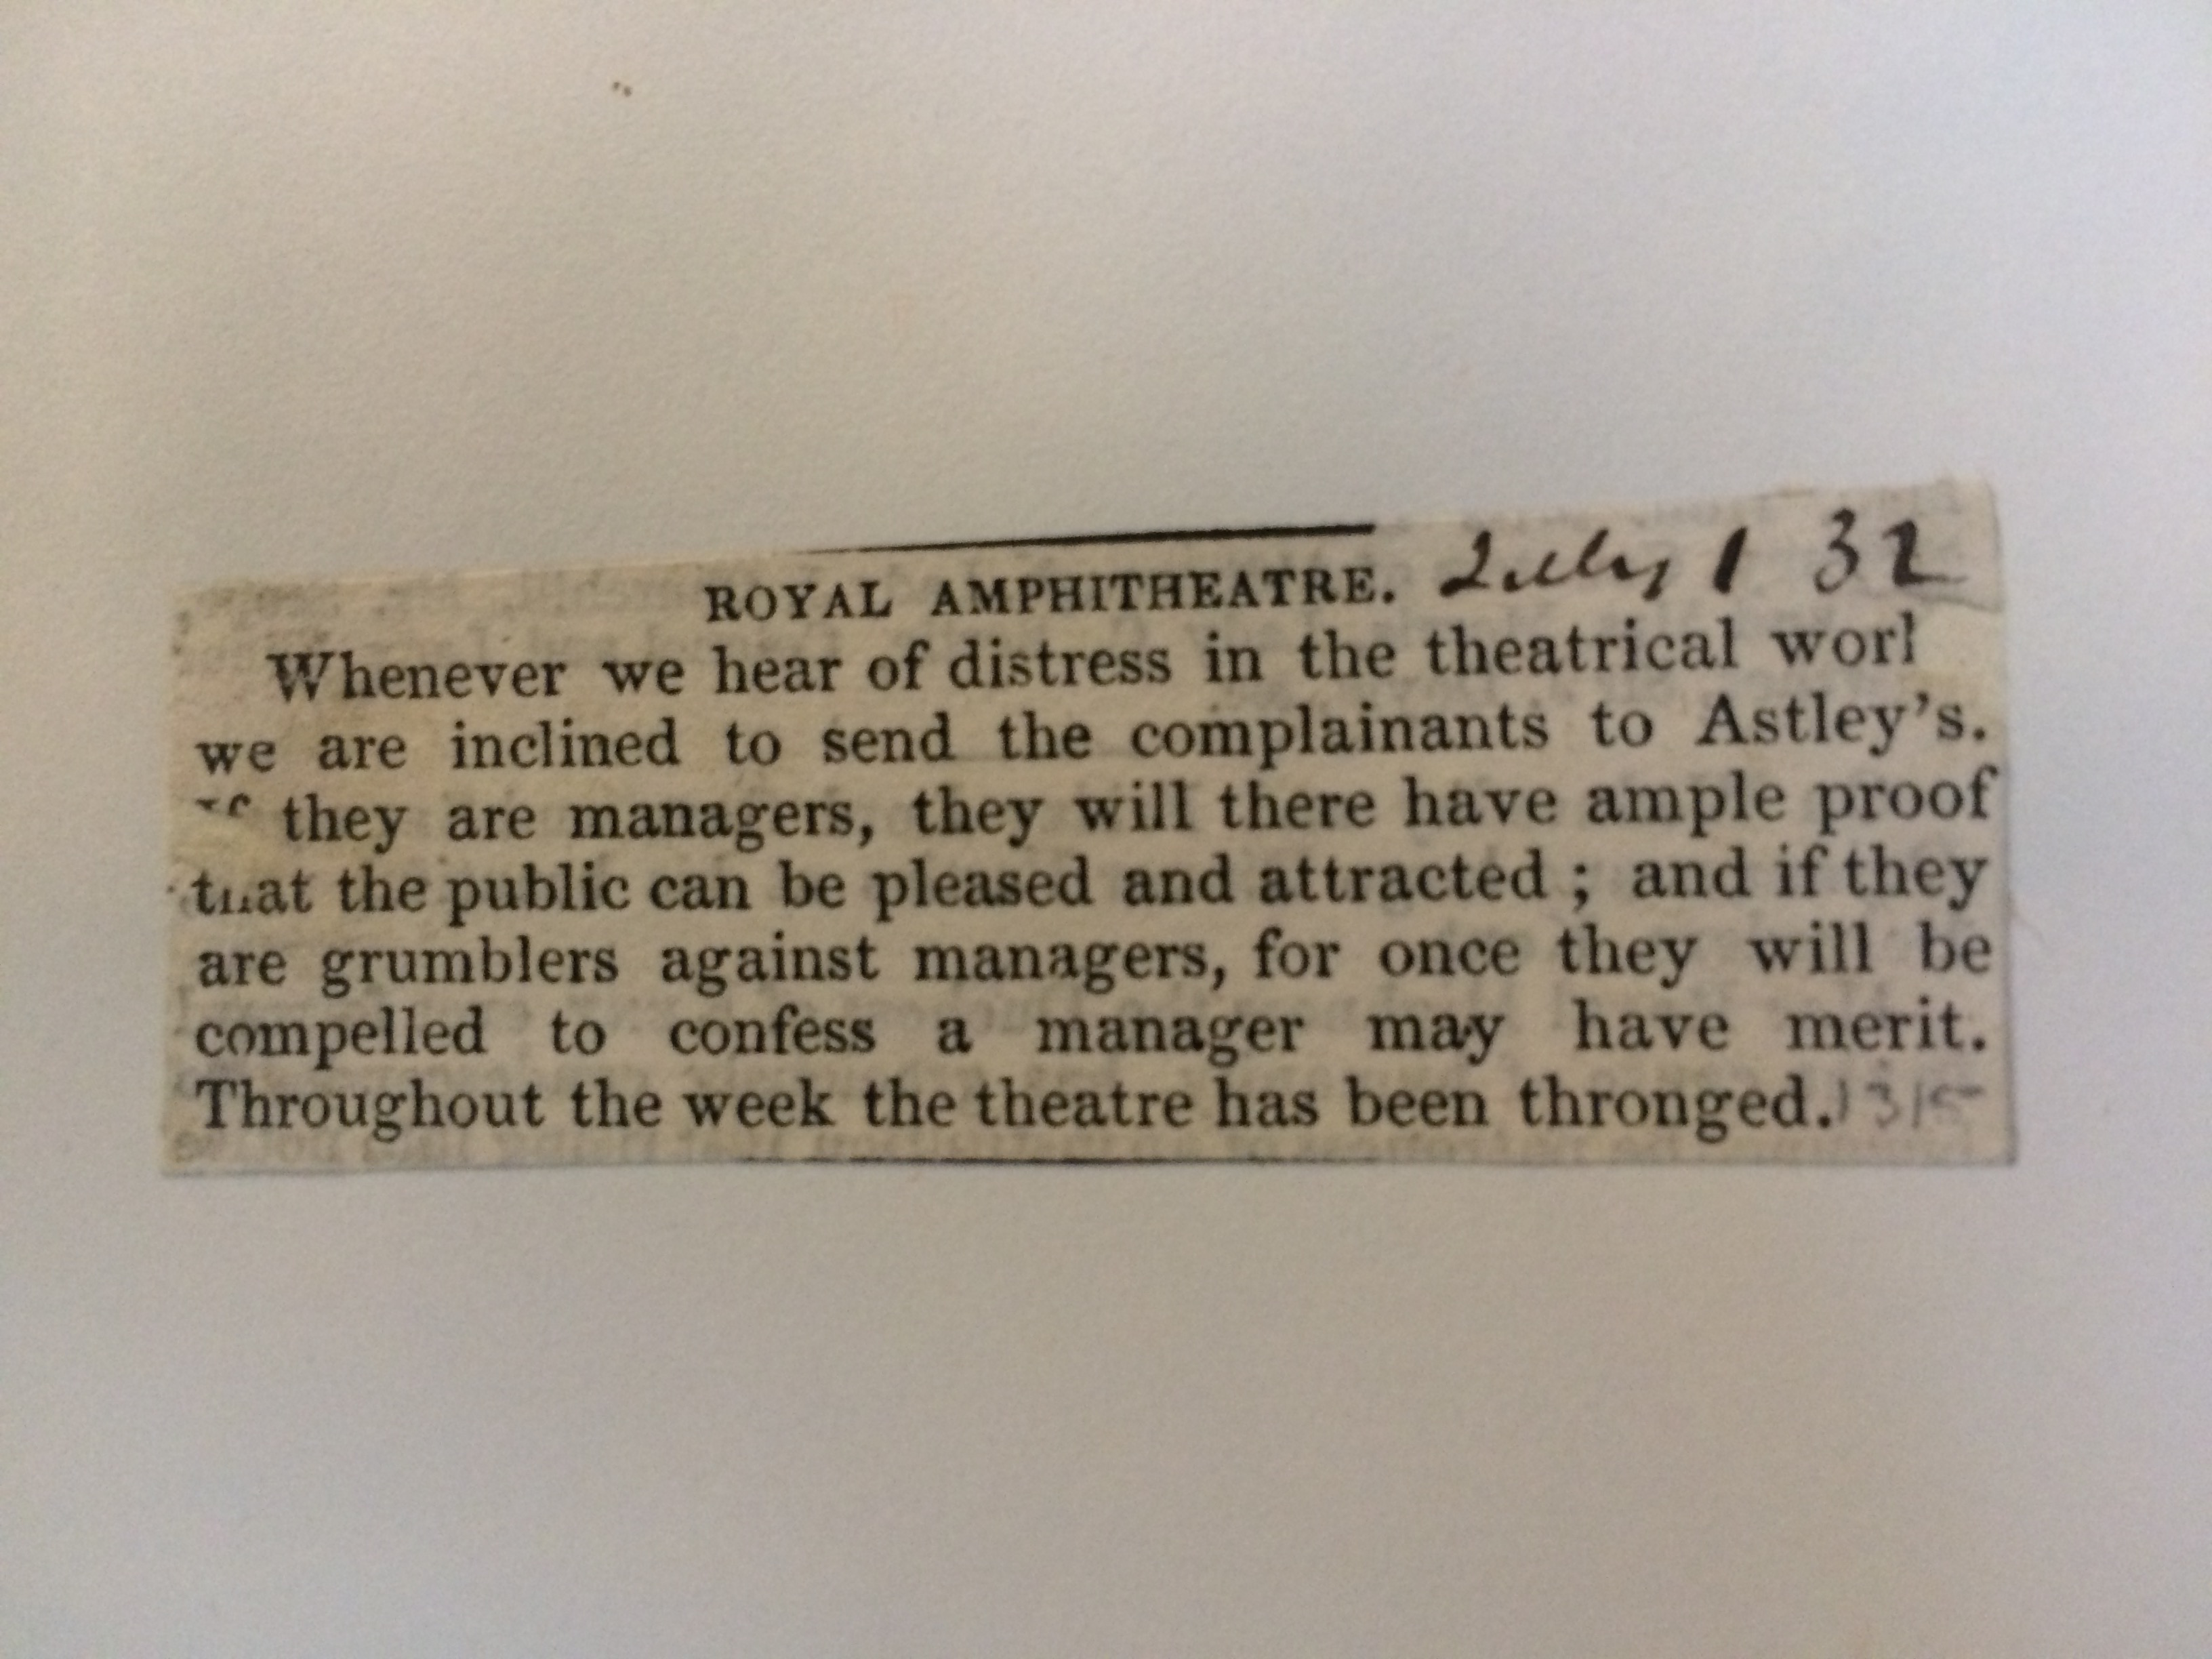 ROYAL AMPHITHEATRE. July 1 32
Whenever we hear of distress in the theatrical worl
we are inclined to send the complainants to Astley's.
If they are managers, they will there have ample proof
that the public can be pleased and attracted ; and if they
are grumblers against managers, for once they will be
compelled to confess a manager may have merit.
Throughout the week the theatre has been thronged.